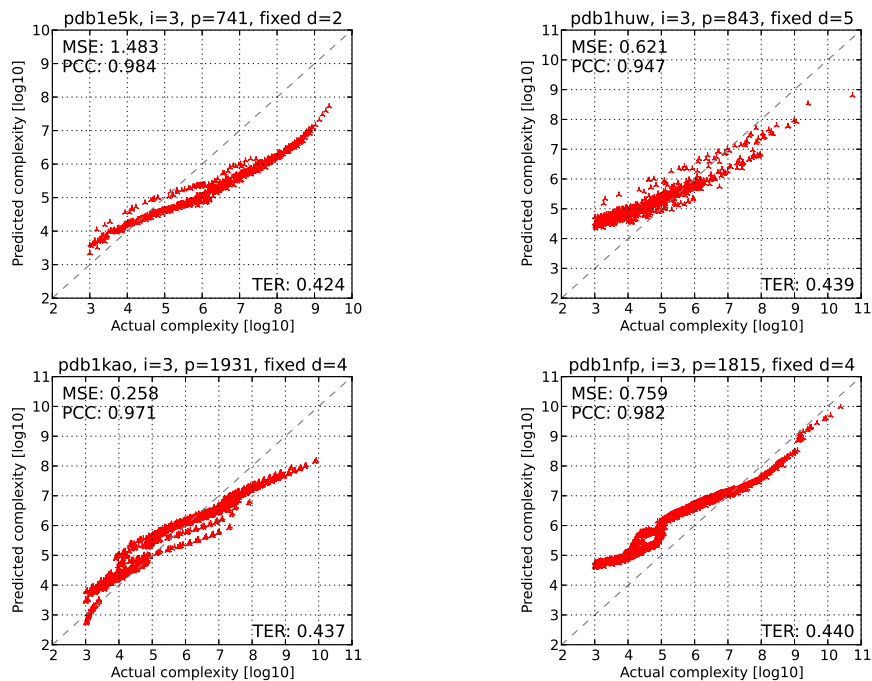 pdb1e5k, i=3, p=741, fixed d=2
MSE: 1.483
PCC: 0.984
TER: 0.424
Predicted complexity [log10]
10
9
8
7
6
5
4
3
2
2 3 4 5 6 7 8 9 10
Actual complexity [log10]
pdb1huw, i=3, p=843, fixed d=5
MSE: 0.621
PCC: 0.947
TER: 0.439
Predicted complexity [log10]
11
10
9
8
7
6
5
4
3
2
2 3 4 5 6 7 8 9 10 11
Actual complexity [log10]
pdb1kao, i=3, p=1931, fixed d=4
MSE: 0.258
PCC: 0.971
TER: 0.437
Predicted complexity [log10]
11
10
9
8
7
6
5
4
3
2
2 3 4 5 6 7 8 9 10 11
Actual complexity [log10]
pdb1nfp, i=3, p=1815, fixed d=4
MSE: 0.759
PCC: 0.982
TER: 0.440
Predicted complexity [log10]
11
10
9
8
7
6
5
4
3
2
2 3 4 5 6 7 8 9 10 11
Actual complexity [log10]